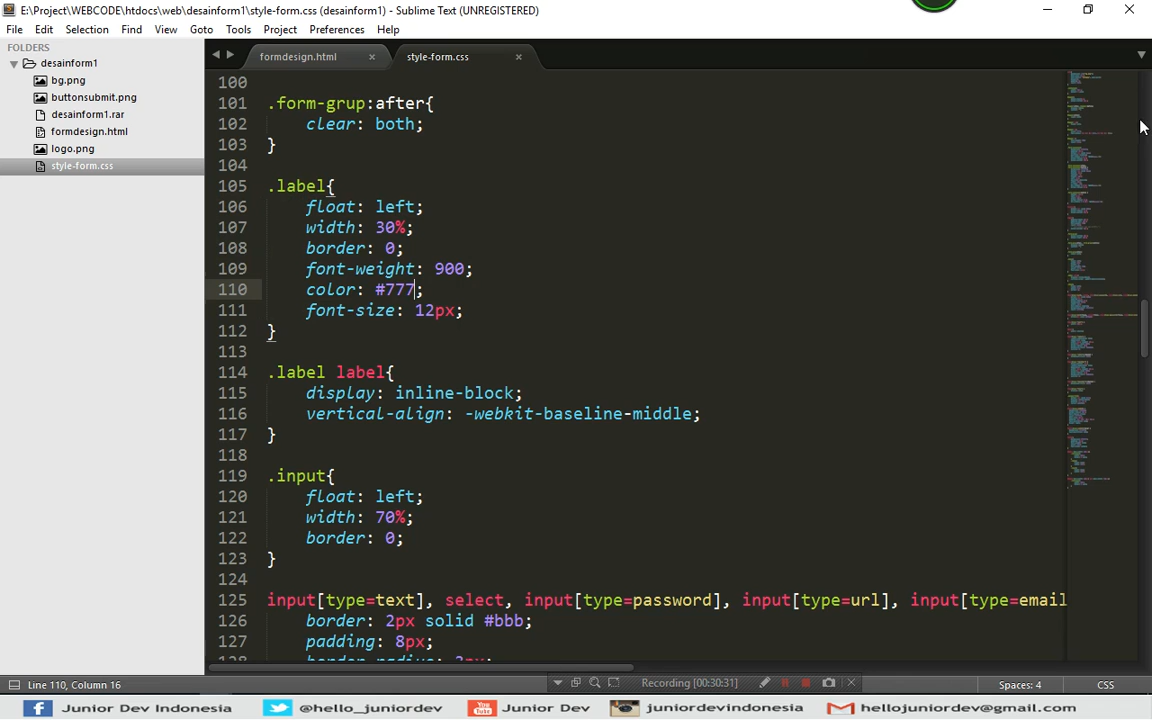 E:\Project\WEBCODE\htdocs\web\desainform1\style-form.css (desainform1) - Sublime Text (UNREGISTERED)
File Edit Selection Find View Goto Tools Project Preferences Help
FOLDERS
desainform1
bg.png
buttonsubmit.png
desainform1.rar
formdesign.html
logo.png
style-form.css
formdesign.html × style-form.css ×
100
101 .form-grup:after{
102 clear: both;
103 }
104
105 .label{
106 float: left;
107 width: 30%;
108 border: 0;
109 font-weight: 900;
110 color: #777;
111 font-size: 12px;
112 }
113
114 .label label{
115 display: inline-block;
116 vertical-align: -webkit-baseline-middle;
117 }
118
119 .input{
120 float: left;
121 width: 70%;
122 border: 0;
123 }
124
125 input[type=text], select, input[type=password], input[type=url], input[type=email
126 border: 2px solid #bbb;
127 padding: 8px;
Line 110, Column 16
Recording [00:30:31]
Spaces: 4 CSS
Junior Dev Indonesia @hello_juniordev Junior Dev juniordevindonesia hellojuniordev@gmail.com